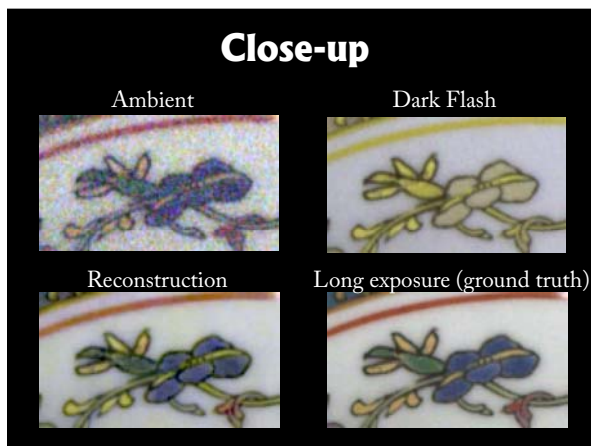 Close-up
Ambient
Dark Flash
Reconstruction
Long exposure (ground truth)